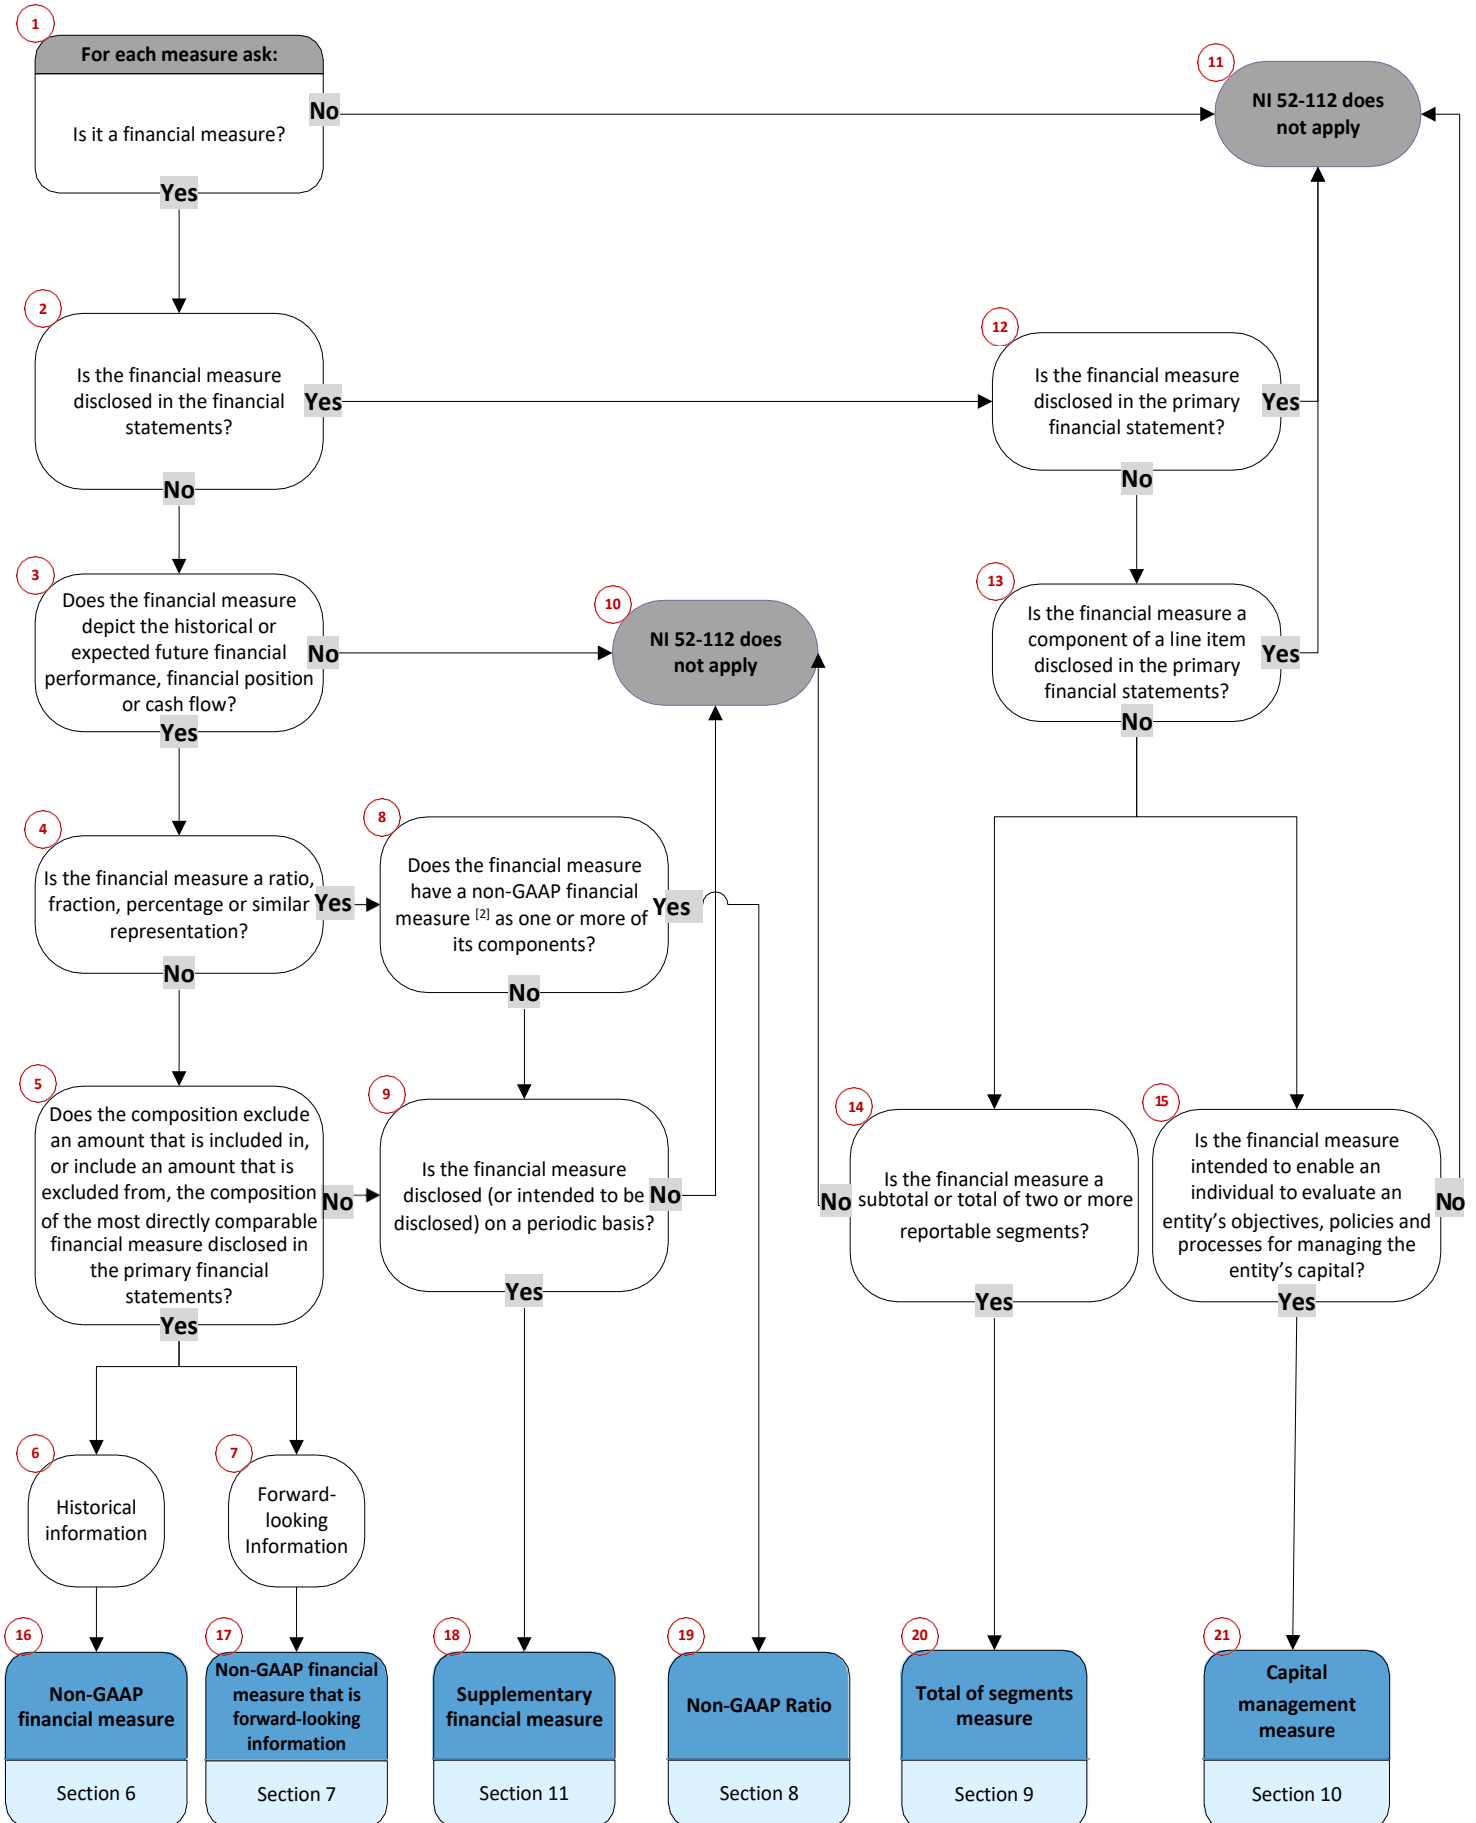 1
For each measure ask:
Is it a financial measure?
No
Yes
11
NI 52-112 does
not apply
2
Is the financial measure
disclosed in the financial
statements?
Yes
No
12
Is the financial measure
disclosed in the primary
financial statement?
Yes
No
3
Does the financial measure
depict the historical or
expected future financial
performance, financial position
or cash flow?
No
Yes
10
NI 52-112 does
not apply
13
Is the financial measure a
component of a line item
disclosed in the primary
financial statements?
Yes
No
4
Is the financial measure a ratio,
fraction, percentage or similar
representation?
Yes
No
8
Does the financial measure
have a non-GAAP financial
measure [2] as one or more of
its components?
Yes
No
5
Does the composition exclude
an amount that is included in,
or include an amount that is
excluded from, the composition
of the most directly comparable
financial measure disclosed in
the primary financial
statements?
No
Yes
9
Is the financial measure
disclosed (or intended to be
disclosed) on a periodic basis?
No
Yes
14
Is the financial measure a
subtotal or total of two or more
reportable segments?
No
Yes
15
Is the financial measure
intended to enable an
individual to evaluate an
entity's objectives, policies and
processes for managing the
entity's capital?
No
Yes
6
Historical
information
7
Forward-
looking
Information
16
Non-GAAP
financial measure
Section 6
17
Non-GAAP financial
measure that is
forward-looking
information
Section 7
18
Supplementary
financial measure
Section 11
19
Non-GAAP Ratio
Section 8
20
Total of segments
measure
Section 9
21
Capital
management
measure
Section 10